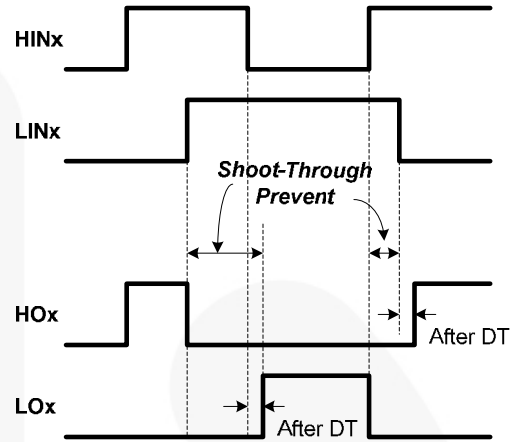 HINx
LINx
Shoot-Through
Prevent
HOx
After DT
LOx
After DT